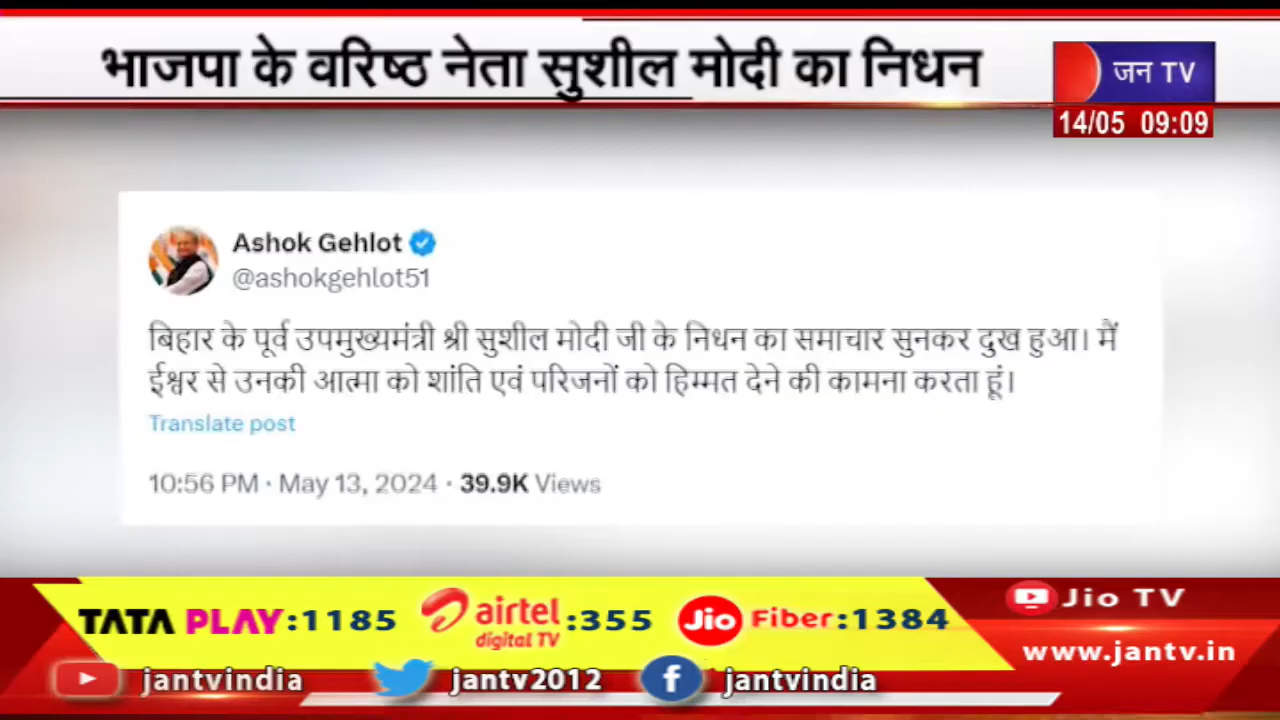 भाजपा के वरिष्ठ नेता सुशील मोदी का निधन
जन TV
14/05 09:09
Ashok Gehlot
@ashokgehlot51
बिहार के पूर्व उपमुख्यमंत्री श्री सुशील मोदी जी के निधन का समाचार सुनकर दुख हुआ। मैं
ईश्वर से उनकी आत्मा को शांति एवं परिजनों को हिम्मत देने की कामना करता हूं।
Translate post
10:56 PM · May 13, 2024 · 39.9K Views
TATA PLAY:1185 airtel digital TV :355 Jio Fiber:1384
Jio TV
www.jantv.in
jantvindia jantv2012 jantvindia